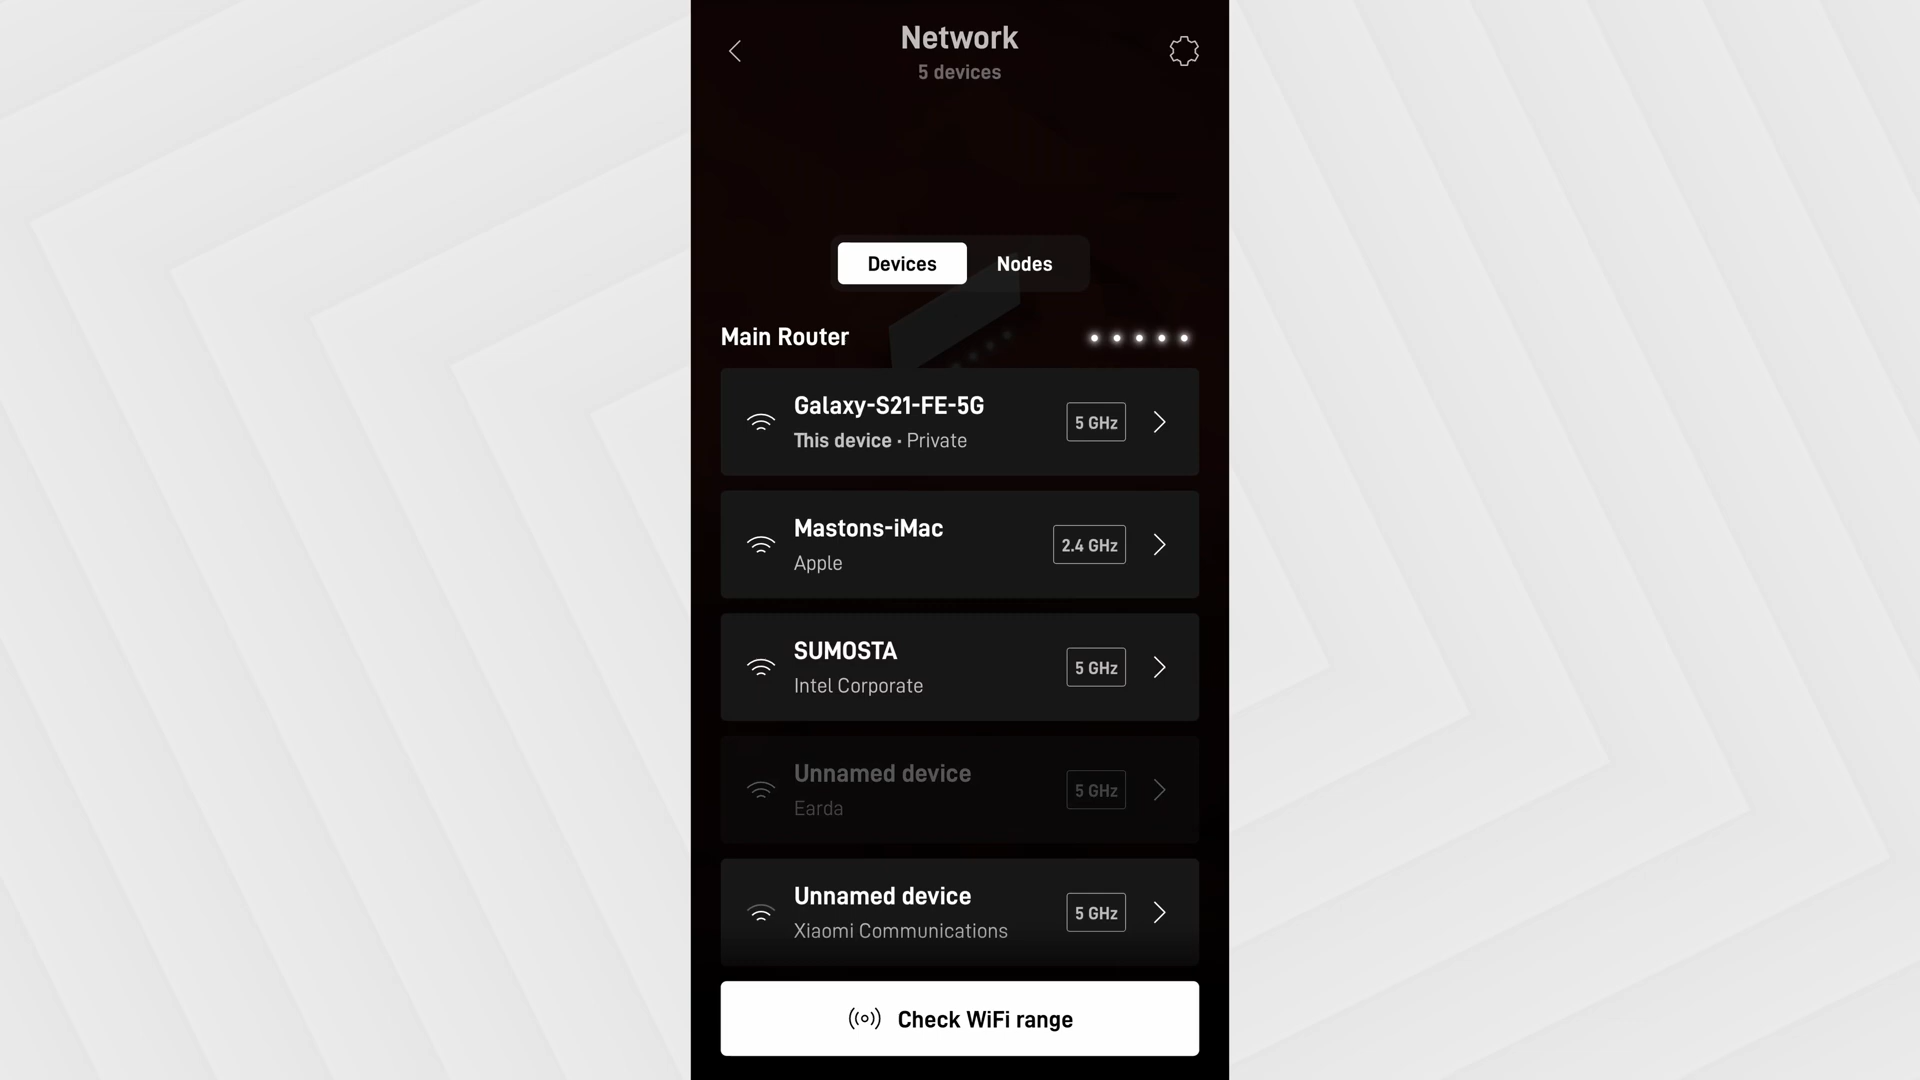 Network
5 devices
Devices
Nodes
Main Router
Galaxy-S21-FE-5G
This device • Private
5 GHz
Mastons-iMac
Apple
2.4 GHz
SUMOSTA
Intel Corporate
5 GHz
Unnamed device
Earda
5 GHz
Unnamed device
Xiaomi Communications
5 GHz
Check WiFi range